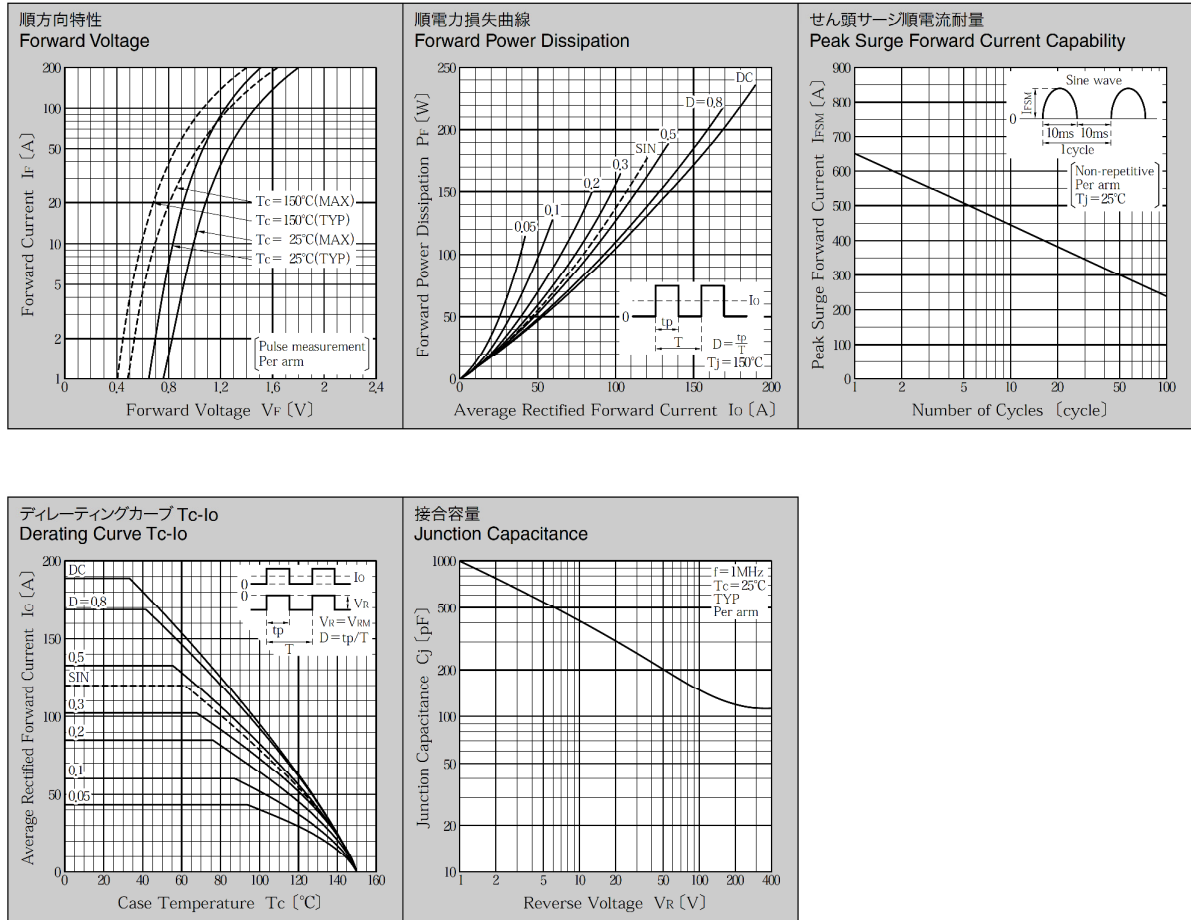 順方向特性
Forward Voltage
200
100
50
20
10
5
2
1
0
0,4
0,8
1,2
1,6
2,0
2,4
Forward Current IF〔A〕
Forward Voltage VF〔V〕
Tc=150℃(MAX)
Tc=150℃(TYP)
Tc= 25℃(MAX)
Tc= 25℃(TYP)
Pulse measurement
Per arm
順電力損失曲線
Forward Power Dissipation
250
200
150
100
50
0
0
50
100
150
200
Forward Power Dissipation PF〔W〕
Average Rectified Forward Current Io〔A〕
DC
D=0.8
0.5
SIN
0.3
0.2
0.1
0.05
0
Io
tp
T
D=tp/T
Tj=150℃
せん頭サージ順電流耐量
Peak Surge Forward Current Capability
900
800
700
600
500
400
300
200
100
0
1
2
5
10
20
50
100
Peak Surge Forward Current IFSM〔A〕
Number of Cycles 〔cycle〕
Sine wave
IFSM
0
10ms
10ms
1cycle
Non-repetitive
Per arm
Tj=25℃
ディレーティングカーブ Tc-Io
Derating Curve Tc-Io
200
150
100
50
0
0
20
40
60
80
100
120
140
160
Average Rectified Forward Current Io〔A〕
Case Temperature Tc〔℃〕
DC
D=0,8
0,5
SIN
0,3
0,2
0,1
0,05
0
Io
0
VR
tp
T
VR=VRM
D=tp/T
接合容量
Junction Capacitance
1000
500
200
100
50
20
10
1
2
5
10
20
50
100
200
400
Junction Capacitance Cj〔pF〕
Reverse Voltage VR〔V〕
f=1MHz
Tc=25℃
TYP
Per arm